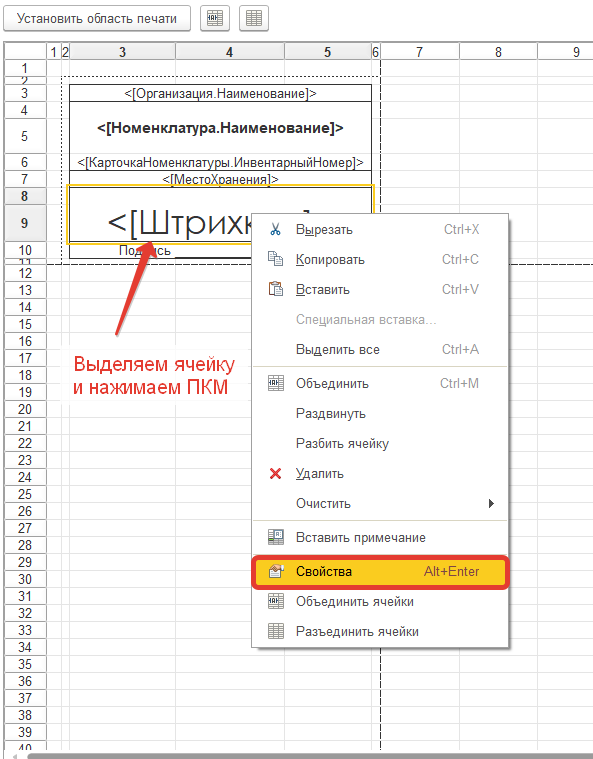 Установить область печати
1 2 3 4 5 6 7 8 9
1
2
3 <[Организация.Наименование]>
4
5 <[Номенклатура.Наименование]>
6 <[КарточкаНоменклатуры.ИнвентарныйНомер]>
7 <[МестоХранения]>
8
9 <[Штрих
10
11
12
13
14
15
16
17
18
19
20
21
22
23
24
25
26
27
28
29
30
31
32
33
34
35
36
37
38
39
40
Вырезать Ctrl+X
Копировать Ctrl+C
Вставить Ctrl+V
Специальная вставка...
Выделить все Ctrl+A
Объединить Ctrl+M
Раздвинуть
Разбить ячейку
Удалить
Очистить
Вставить примечание
Свойства Alt+Enter
Объединить ячейки
Разъединить ячейки
Выделяем ячейку
и нажимаем ПКМ